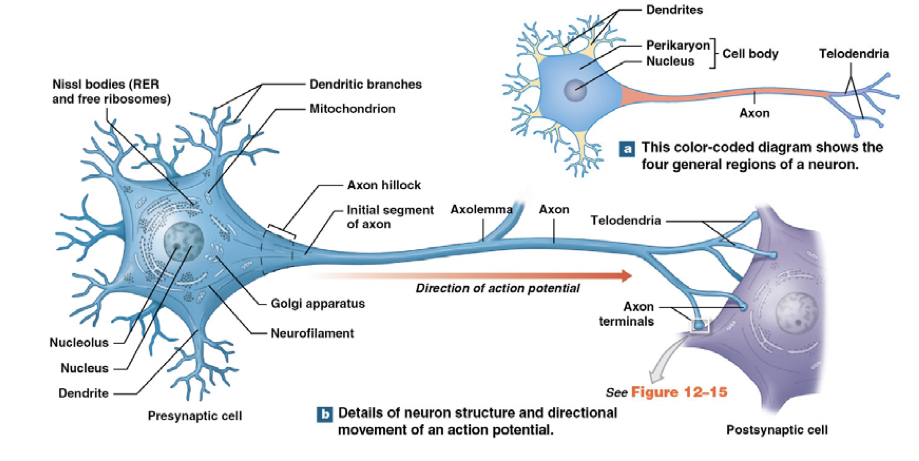 Dendrites
Perikaryon
Cell body
Nucleus
Telodendria
Axon
a This color-coded diagram shows the
four general regions of a neuron.
Nissl bodies (RER
and free ribosomes)
Dendritic branches
Mitochondrion
Axon hillock
Initial segment
of axon
Axolemma
Axon
Telodendria
Direction of action potential
Golgi apparatus
Neurofilament
Axon
terminals
Nucleolus
Nucleus
Dendrite
See Figure 12–15
Presynaptic cell
b Details of neuron structure and directional
movement of an action potential.
Postsynaptic cell